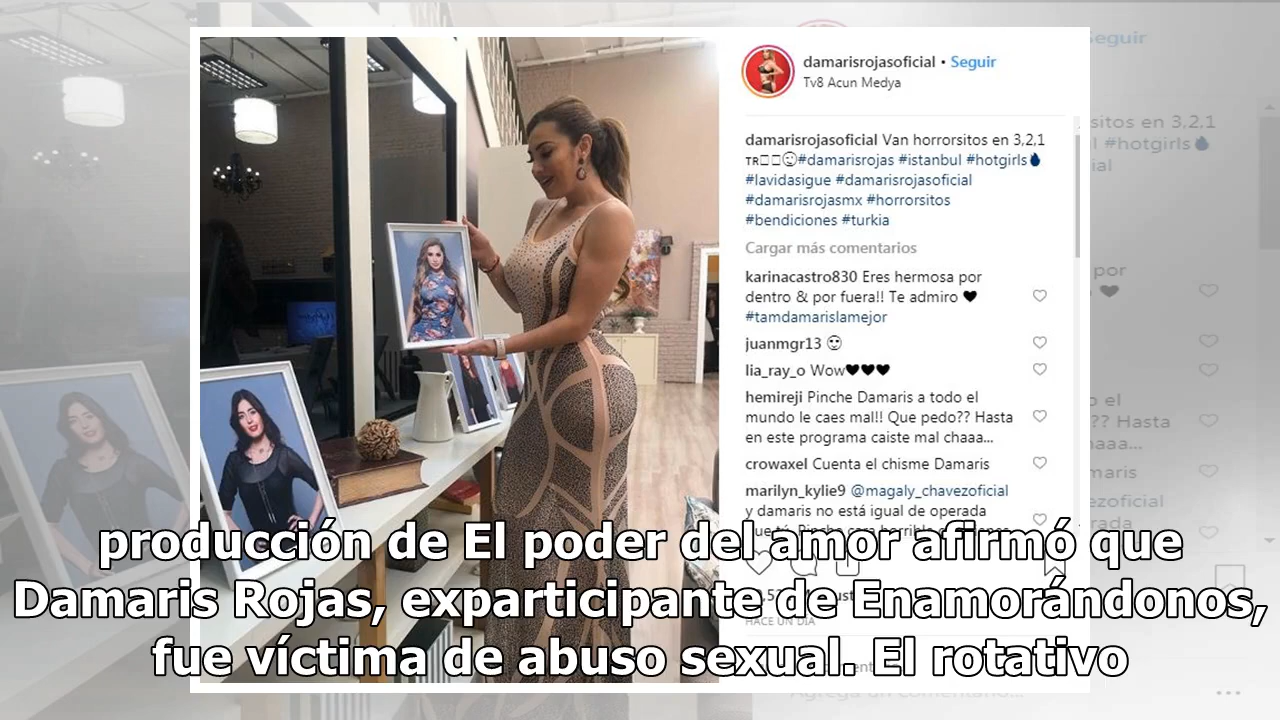 damarisrojasoficial • Seguir
Tv8 Acun Medya
damarisrojasoficial Van horrorsitos en 3,2,1
#damarisrojas #istanbul #hotgirls
#lavidasigue #damarisrojasoficial
#damarisrojasmx #horrorsitos
#bendiciones #turkia
Cargar más comentarios
karinacastro830 Eres hermosa por
dentro & por fuera!! Te admiro 🖤
#tamdamarislamejor
juanmgr13 ☺
lia_ray_o Wow🖤🖤🖤
hemireji Pinche Damaris a todo el
mundo le caes mal!! Que pedo?? Hasta
en este programa caiste mal chaaa...
crowaxel Cuenta el chisme Damaris
marilyn_kylie9 @magaly_chavezoficial
y damaris no está igual de operada
producción de El poder del amor afirmó que
Damaris Rojas, exparticipante de Enamorándonos,
HACE UN DÍA
fue víctima de abuso sexual. El rotativo